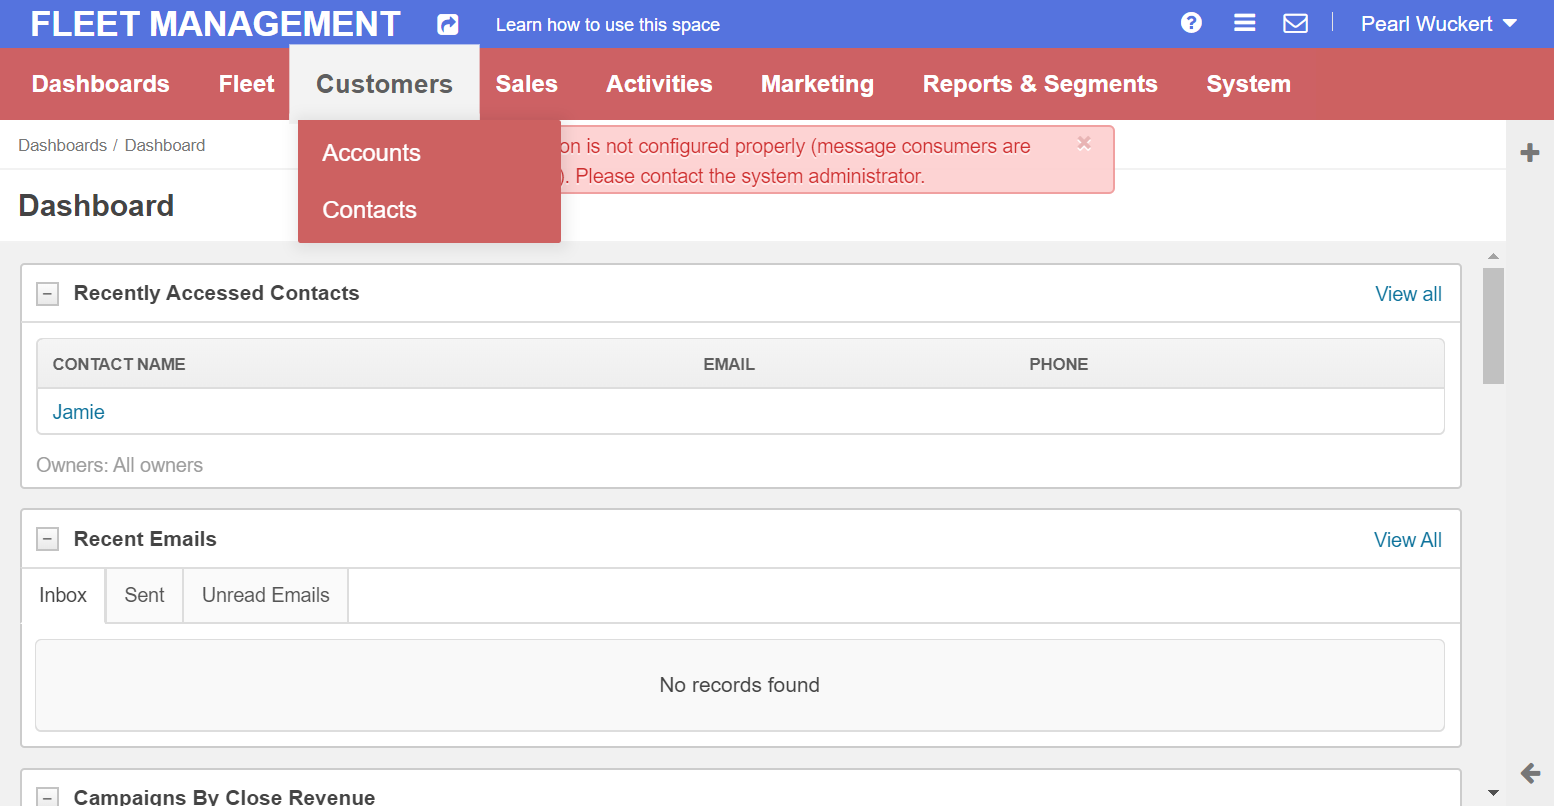 FLEET MANAGEMENT
Learn how to use this space
Pearl Wuckert
Dashboards
Fleet
Customers
Sales
Activities
Marketing
Reports & Segments
System
Accounts
Contacts
Dashboards / Dashboard
on is not configured properly (message consumers are
). Please contact the system administrator.
Dashboard
Recently Accessed Contacts
View all
CONTACT NAME
EMAIL
PHONE
Jamie
Owners: All owners
Recent Emails
View All
Inbox
Sent
Unread Emails
No records found
Campaigns By Close Revenue